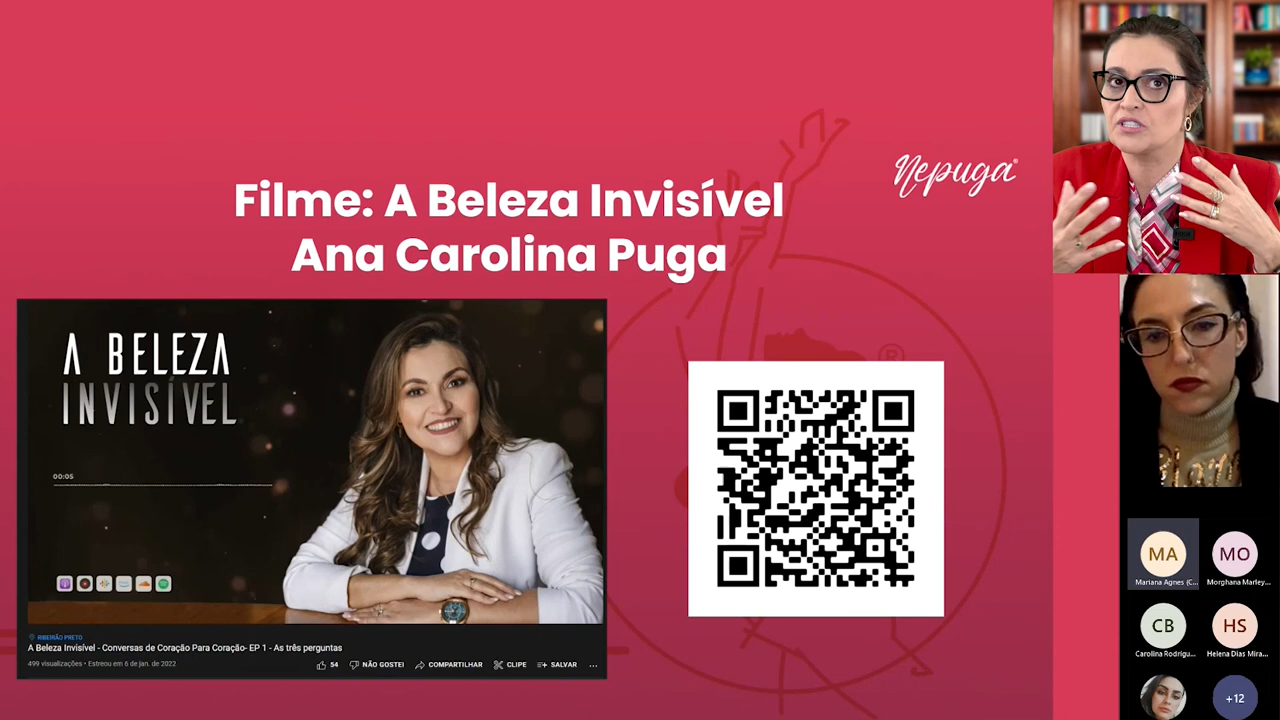 Filme: A Beleza Invisível
Ana Carolina Puga
Nepuga®
A BELEZA
INVISÍVEL
00:05
RIBEIRÃO PRETO
A Beleza Invisível - Conversas de Coração Para Coração- EP 1 - As três perguntas
499 visualizações • Estreou em 6 de jan. de 2022
54
NÃO GOSTEI
COMPARTILHAR
CLIPE
SALVAR
...
®
MA
Mariana Agnes (C...
MO
Morghana Marley...
CB
Carolina Rodrigu...
HS
Helena Dias Mira...
+12